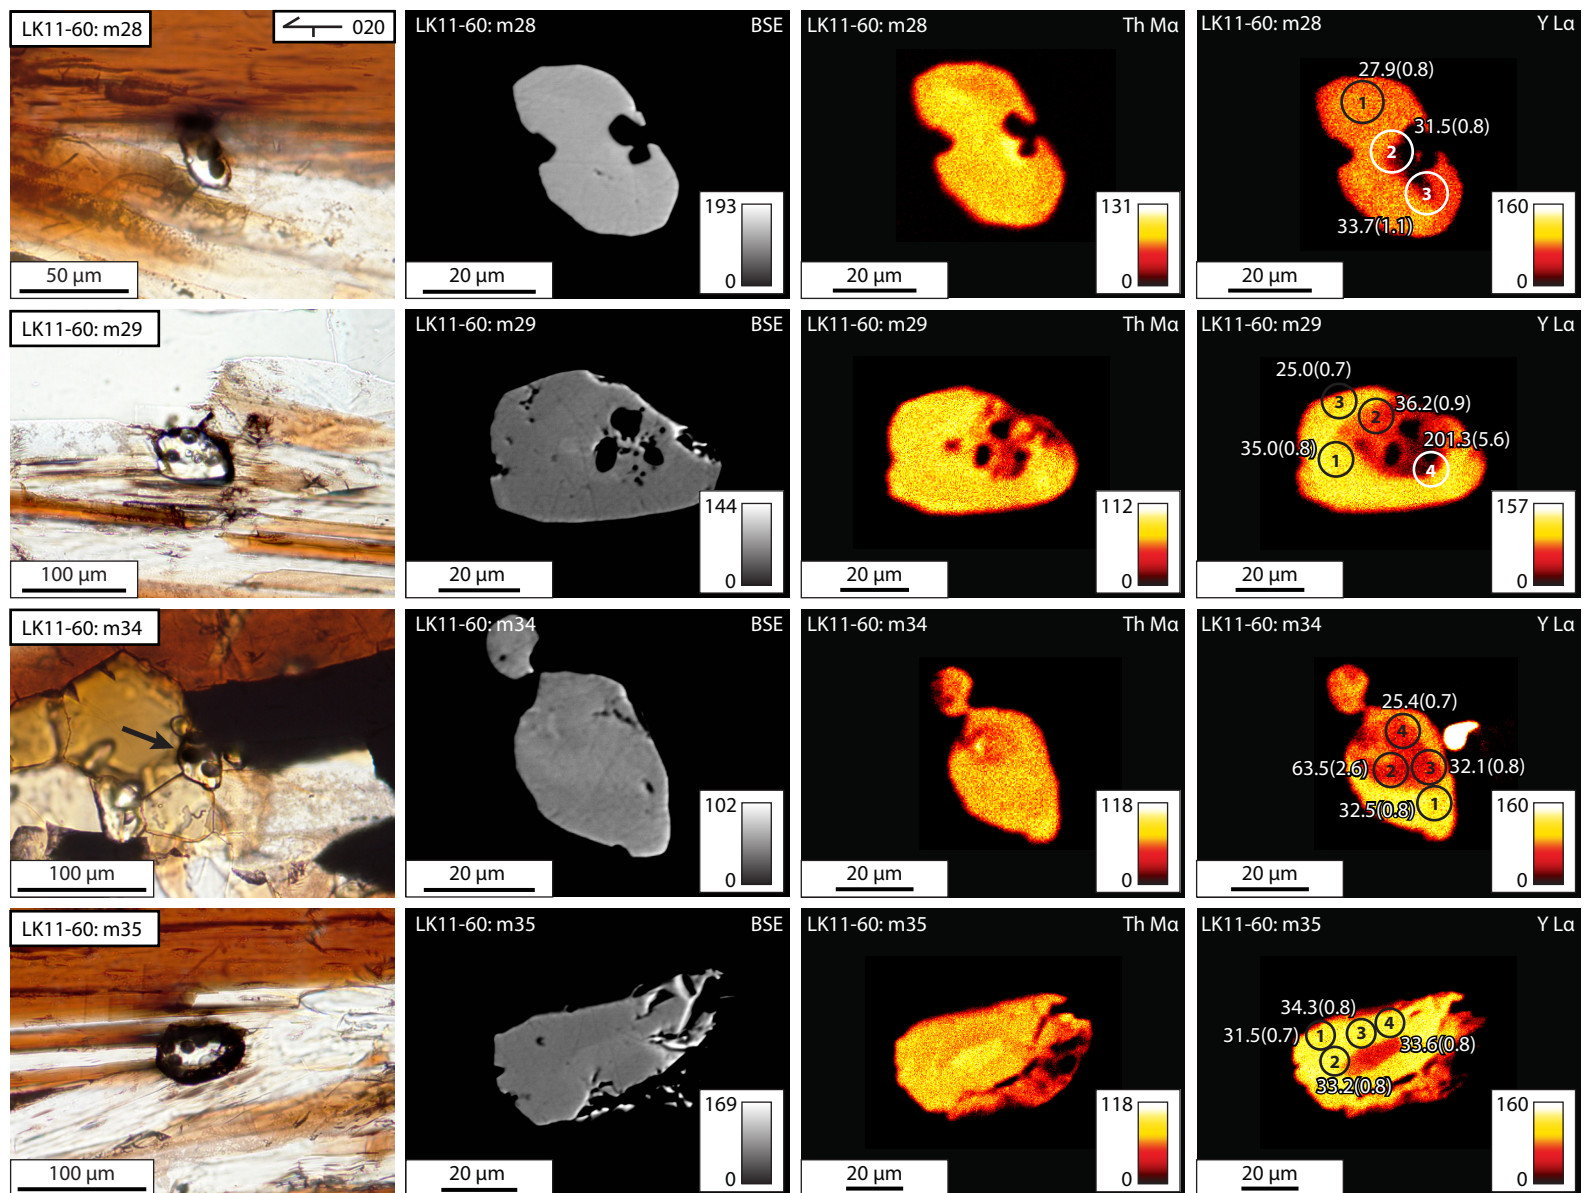 LK11-60: m28
020
50 µm
LK11-60: m28 BSE
193
0
20 µm
LK11-60: m28 Th Mα
131
0
20 µm
LK11-60: m28 Y Lα
27.9(0.8)
1
31.5(0.8)
2
3
33.7(1.1)
160
0
20 µm
LK11-60: m29
100 µm
LK11-60: m29 BSE
144
0
20 µm
LK11-60: m29 Th Mα
112
0
20 µm
LK11-60: m29 Y Lα
25.0(0.7)
3
2 36.2(0.9)
201.3(5.6)
35.0(0.8) 1
4
157
0
20 µm
LK11-60: m34
100 µm
LK11-60: m34 BSE
102
0
20 µm
LK11-60: m34 Th Mα
118
0
20 µm
LK11-60: m34 Y Lα
25.4(0.7)
4
63.5(2.6) 2 3 32.1(0.8)
32.5(0.8) 1
160
0
20 µm
LK11-60: m35
100 µm
LK11-60: m35 BSE
169
0
20 µm
LK11-60: m35 Th Mα
118
0
20 µm
LK11-60: m35 Y Lα
34.3(0.8)
31.5(0.7) 1 3 4
33.6(0.8)
2
33.2(0.8)
160
0
20 µm